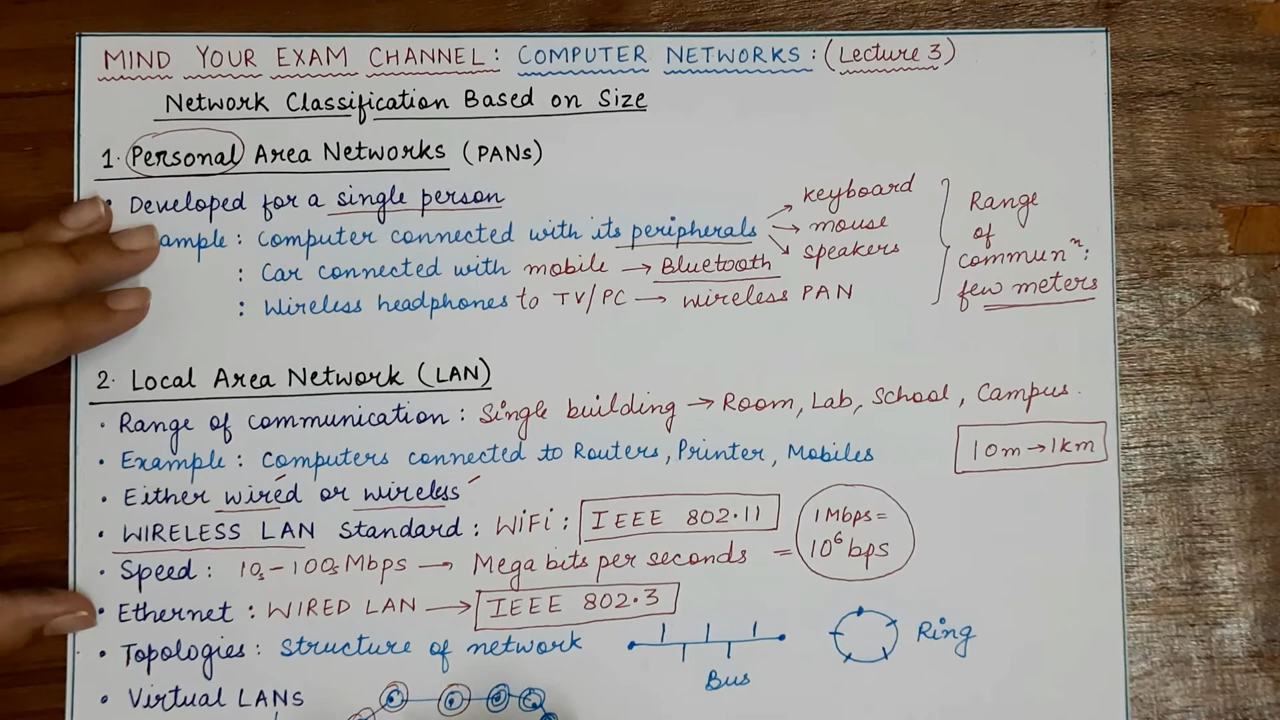 MIND YOUR EXAM CHANNEL: COMPUTER NETWORKS: (Lecture 3)
Network Classification Based on Size
1. Personal Area Networks (PANs)
• Developed for a single person
ample: Computer connected with its peripherals → keyboard → mouse → speakers
: Car connected with mobile → Bluetooth
: Wireless headphones to TV/PC → wireless PAN
Range
of
commun^n:
few meters
2. Local Area Network (LAN)
• Range of communication: Single building → Room, Lab, School, Campus.
10m→1km
• Example: Computers connected to Routers, Printer, Mobiles
• Either wired or wireless
• WIRELESS LAN Standard: WiFi: IEEE 802.11
• Speed: 10s-100s Mbps → Mega bits per seconds = 1Mbps = 10^6 bps
• Ethernet: WIRED LAN → IEEE 802.3
• Topologies: Structure of network
Bus
Ring
• Virtual LANs